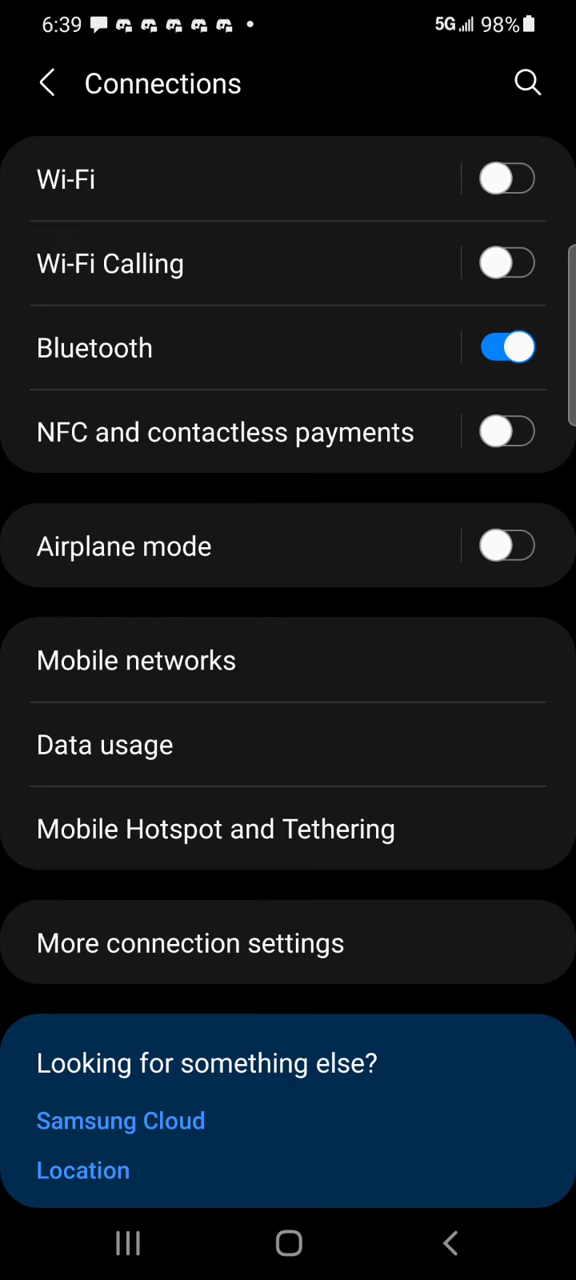 6:39 5G 98%
Connections
Wi-Fi
Wi-Fi Calling
Bluetooth
NFC and contactless payments
Airplane mode
Mobile networks
Data usage
Mobile Hotspot and Tethering
More connection settings
Looking for something else?
Samsung Cloud
Location